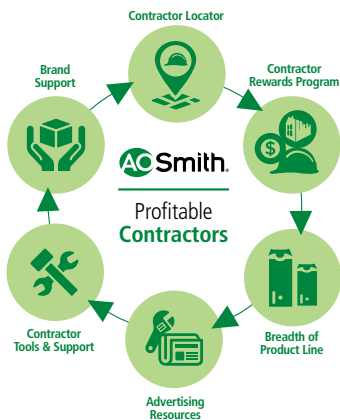 Contractor Locator
Contractor
Rewards Program
Breadth of
Product Line
Advertising
Resources
Contractor
Tools & Support
Brand
Support
AO Smith.
Profitable
Contractors
$